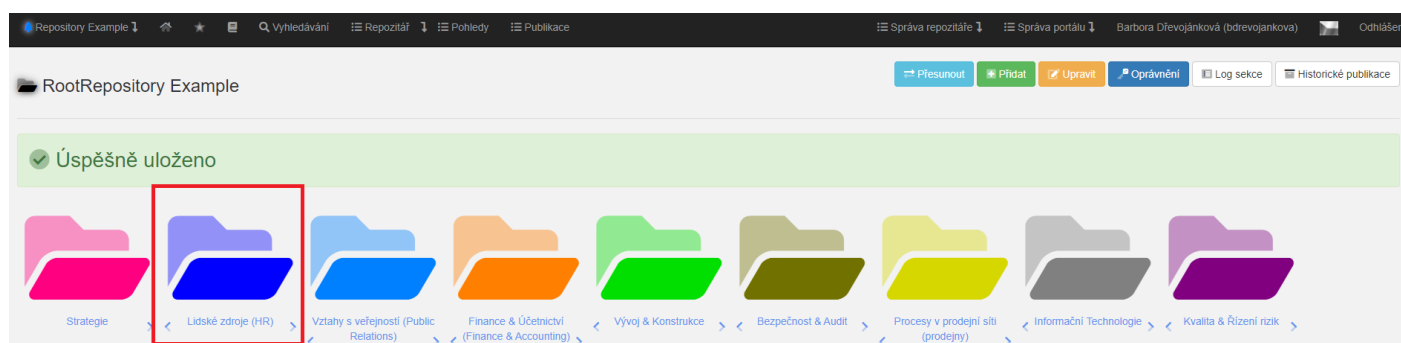 Repository Example Vyhledávání Repozitář Pohledy Publikace Správa repozitáře Správa portálu Barbora Dřevojánková (bdrevojankova) Odhlášen
RootRepository Example Přesunout Přidat Upravit Oprávnění Log sekce Historické publikace
Úspěšně uloženo
Strategie
Lidské zdroje (HR)
Vztahy s veřejností (Public
Relations)
Finance & Účetnictví
(Finance & Accounting)
Vývoj & Konstrukce
Bezpečnost & Audit
Procesy v prodejní síti
(prodejny)
Informační Technologie
Kvalita & Řízení rizik